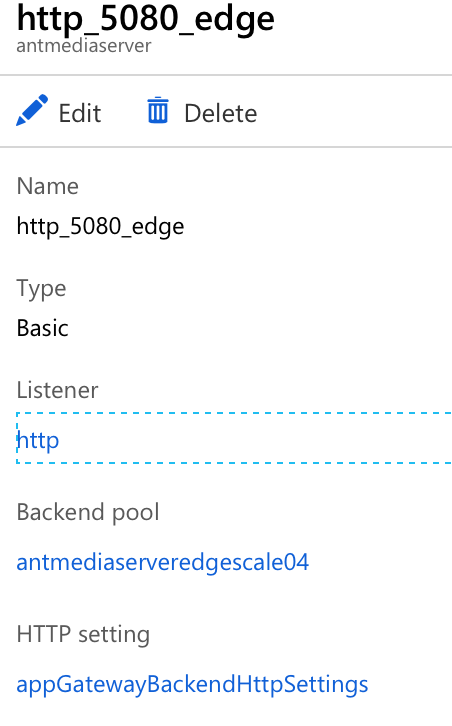 http_5080_edge
antmediaserver
Edit Delete
Name
http_5080_edge
Type
Basic
Listener
http
Backend pool
antmediaserveredgescale04
HTTP setting
appGatewayBackendHttpSettings